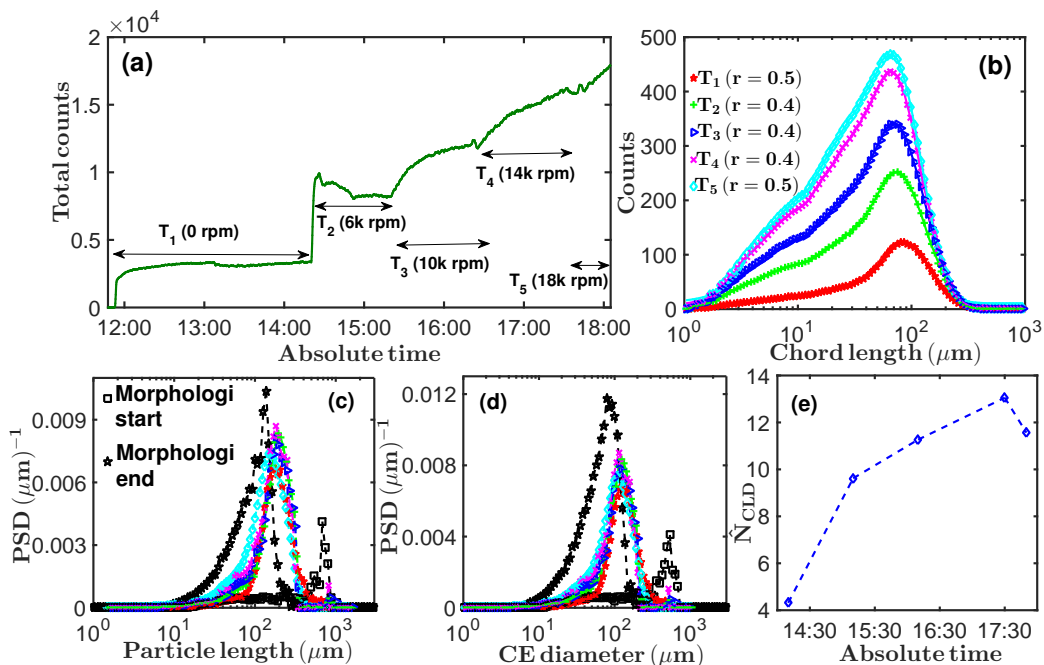 ×10⁴
2
1.5
1
0.5
0
Total counts
(a)
T₁ (0 rpm)
T₂ (6k rpm)
T₃ (10k rpm)
T₄ (14k rpm)
T₅ (18k rpm)
12:00 13:00 14:00 15:00 16:00 17:00 18:00
Absolute time
500
400
300
200
100
0
Counts
(b)
T₁ (r = 0.5)
T₂ (r = 0.4)
T₃ (r = 0.4)
T₄ (r = 0.4)
T₅ (r = 0.5)
10⁰ 10¹ 10² 10³
Chord length (μm)
0.009
0.006
0.003
0
PSD (μm)⁻¹
Morphologi
start
Morphologi
end
(c)
10⁰ 10¹ 10² 10³
Particle length (μm)
0.012
0.008
0.004
0
PSD (μm)⁻¹
(d)
10⁰ 10¹ 10² 10³
CE diameter (μm)
14
12
10
8
6
4
N̂CLD
(e)
14:30 15:30 16:30 17:30
Absolute time